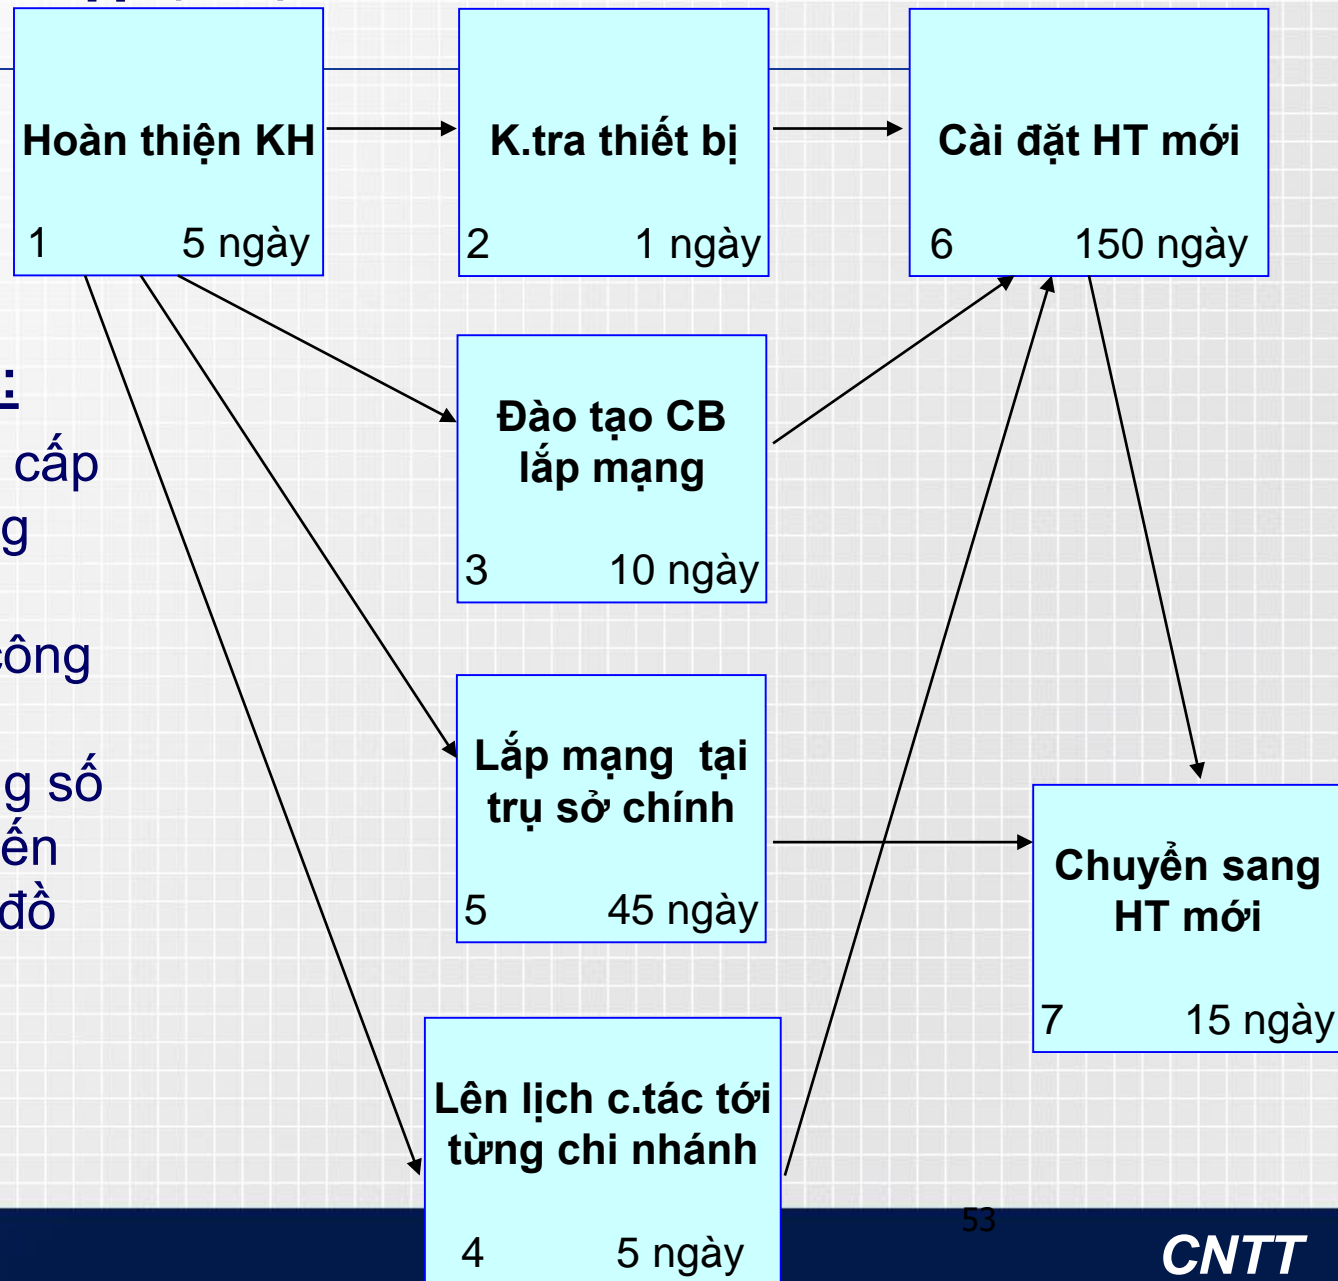 Hoàn thiện KH
1 5 ngày
K.tra thiết bị
2 1 ngày
Cài đặt HT mới
6 150 ngày
:
cấp
g
công
g số
ến
đồ
Đào tạo CB
lắp mạng
3 10 ngày
Lắp mạng tại
trụ sở chính
5 45 ngày
Chuyển sang
HT mới
7 15 ngày
Lên lịch c.tác tới
từng chi nhánh
4 5 ngày
53
CNTT